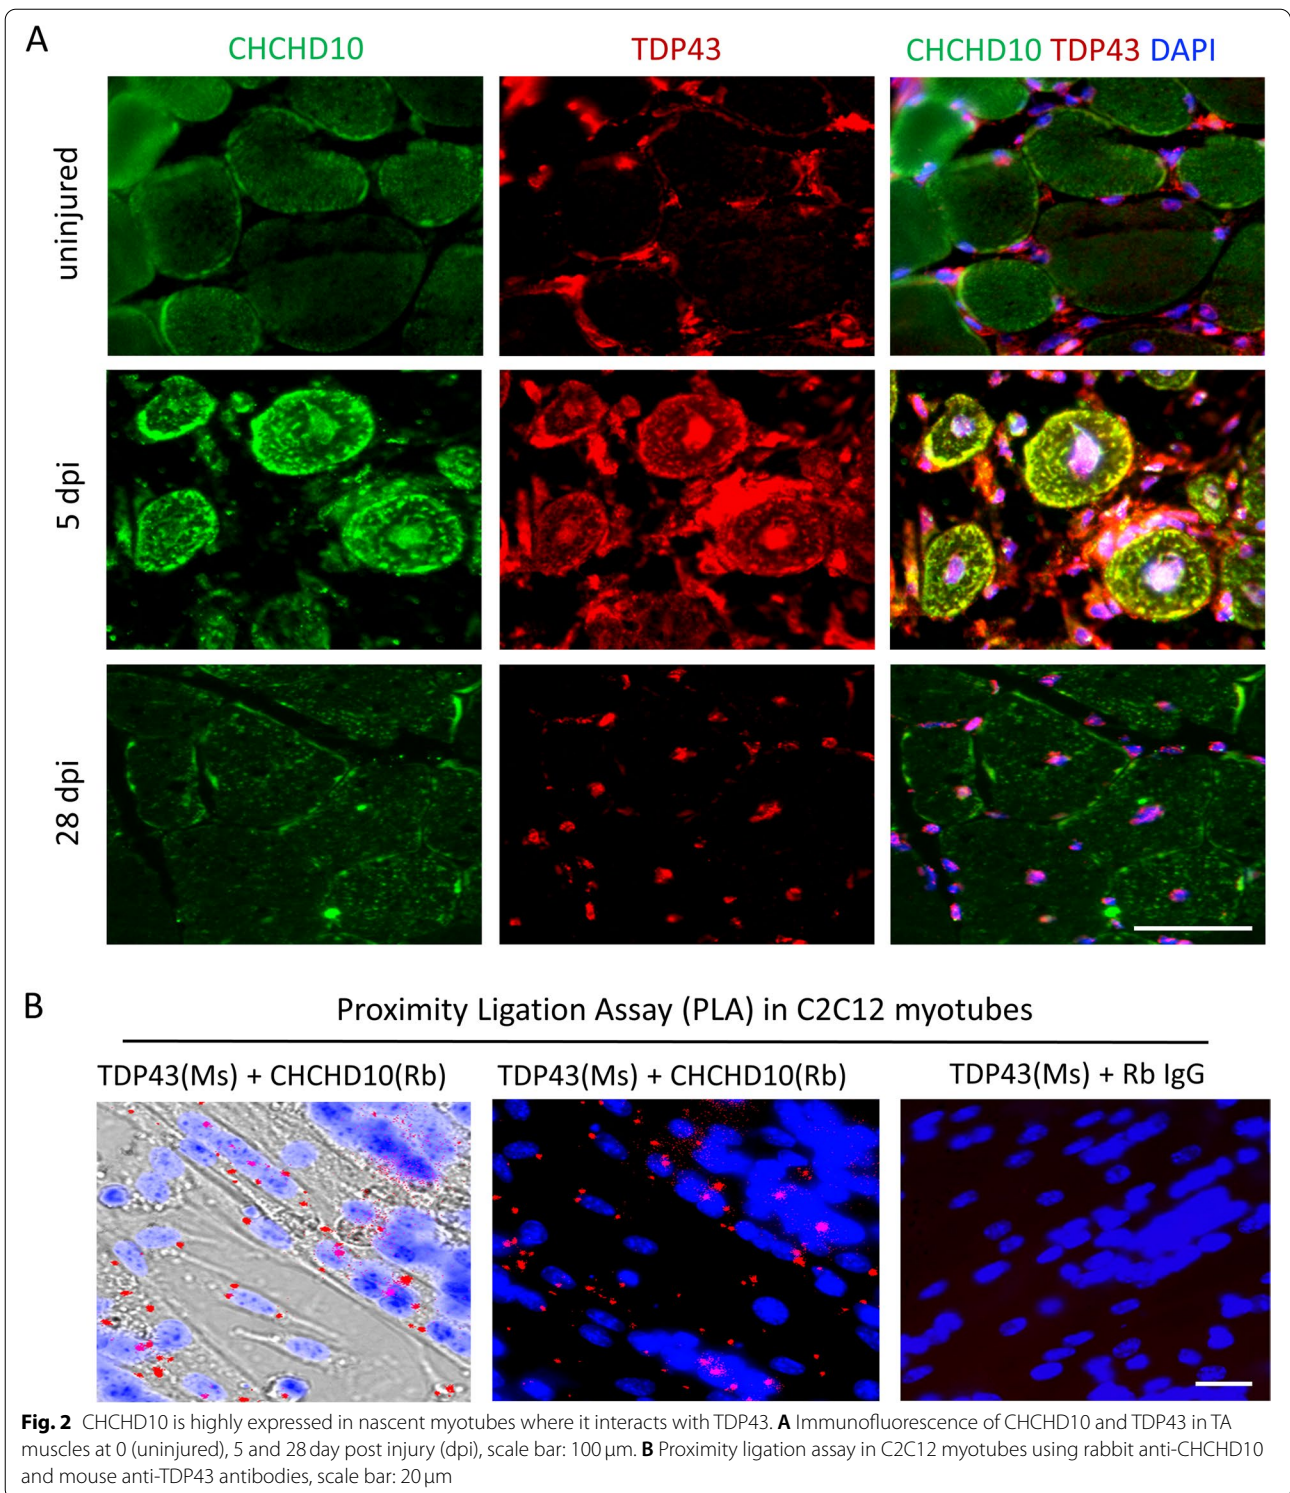 A
CHCHD10
TDP43
CHCHD10 TDP43 DAPI
uninjured
5 dpi
28 dpi
B
Proximity Ligation Assay (PLA) in C2C12 myotubes
TDP43(Ms) + CHCHD10(Rb)
TDP43(Ms) + CHCHD10(Rb)
TDP43(Ms) + Rb IgG
Fig. 2 CHCHD10 is highly expressed in nascent myotubes where it interacts with TDP43. A Immunofluorescence of CHCHD10 and TDP43 in TA
muscles at 0 (uninjured), 5 and 28 day post injury (dpi), scale bar: 100 μm. B Proximity ligation assay in C2C12 myotubes using rabbit anti-CHCHD10
and mouse anti-TDP43 antibodies, scale bar: 20 μm